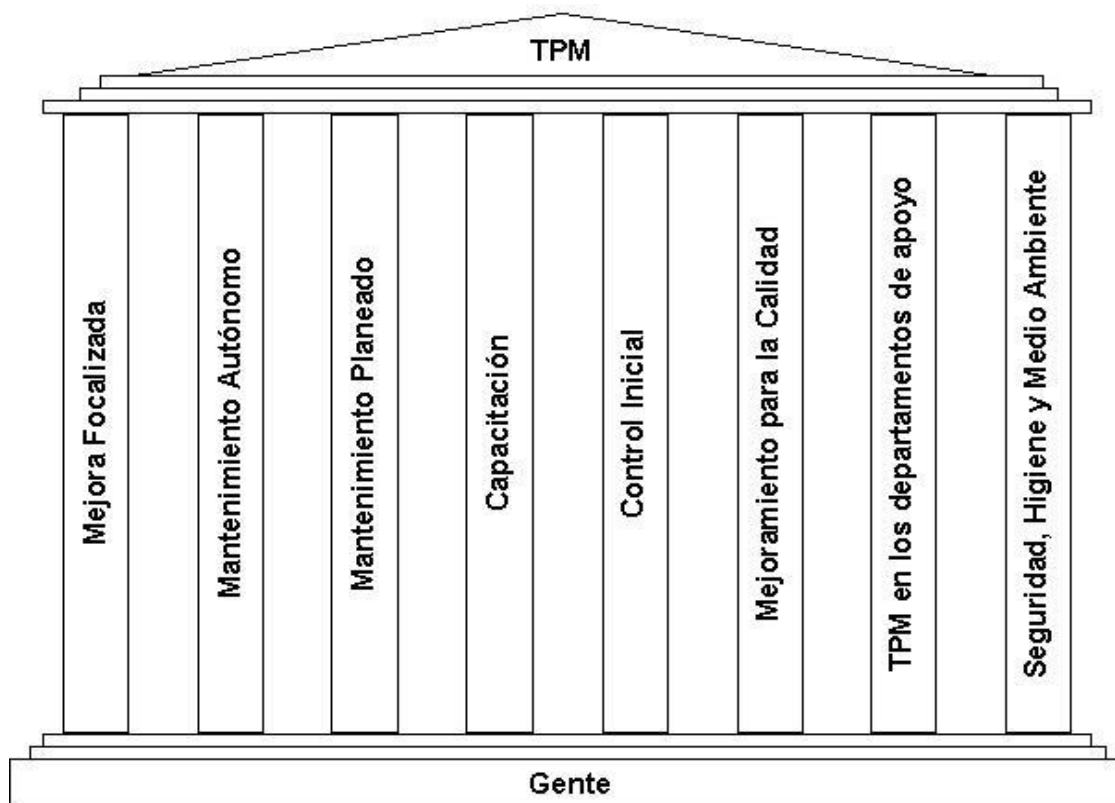 TPM
Mejora Focalizada
Mantenimiento Autónomo
Mantenimiento Planeado
Capacitación
Control Inicial
Mejoramiento para la Calidad
TPM en los departamentos de apoyo
Seguridad, Higiene y Medio Ambiente
Gente